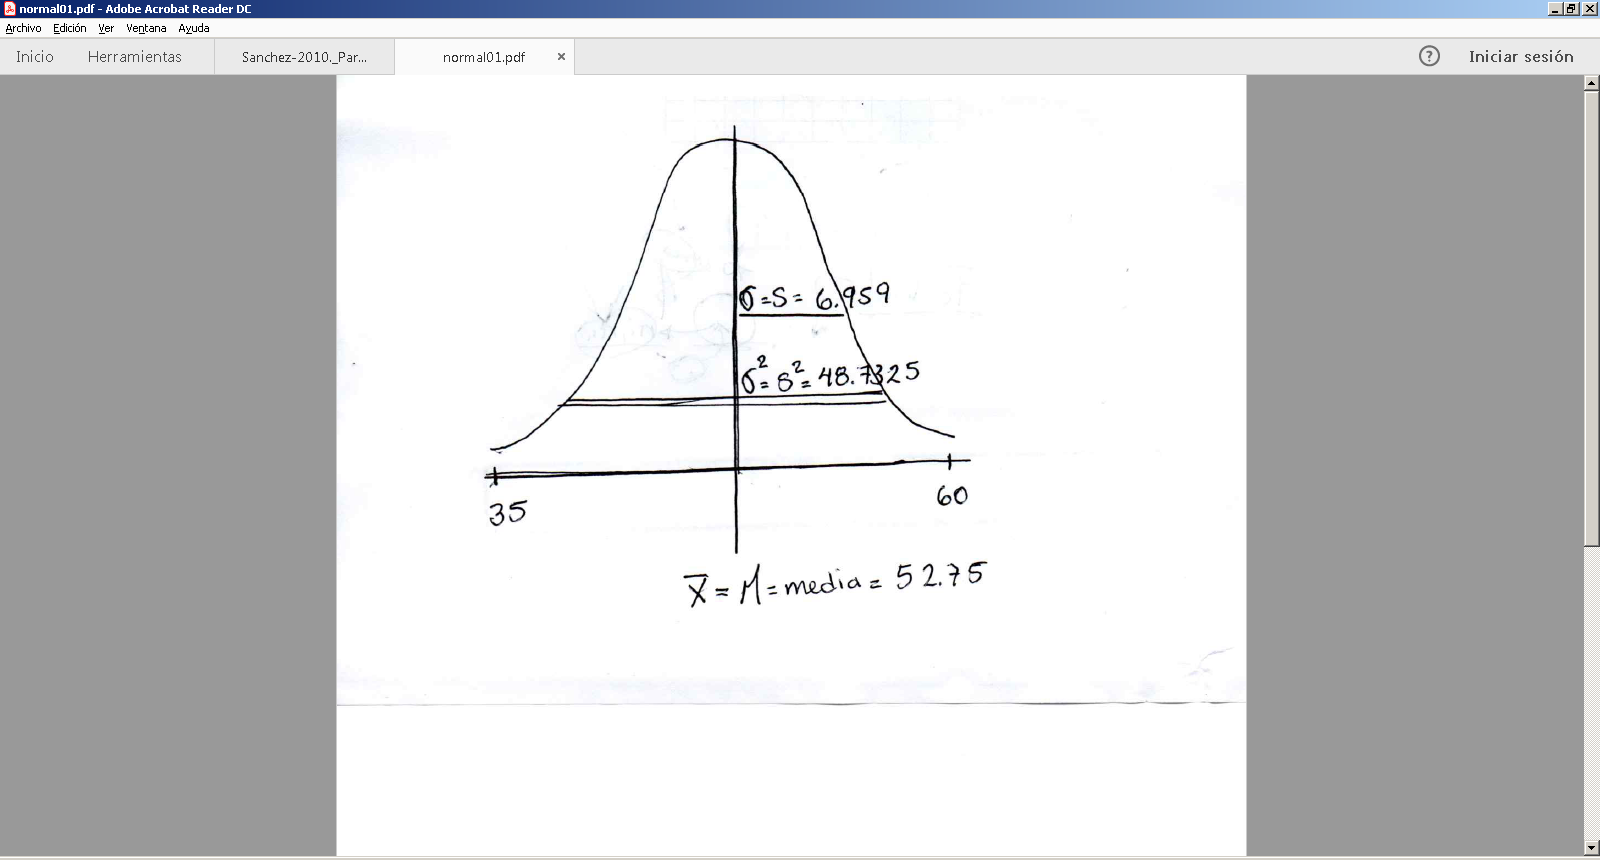 normal01.pdf - Adobe Acrobat Reader DC
Archivo Edición Ver Ventana Ayuda
Inicio Herramientas Sanchez-2010._Par... normal01.pdf × ? Iniciar sesión
σ=S= 6.959
σ²= s²= 48.7325
35
60
X̄ = M = media = 52.75